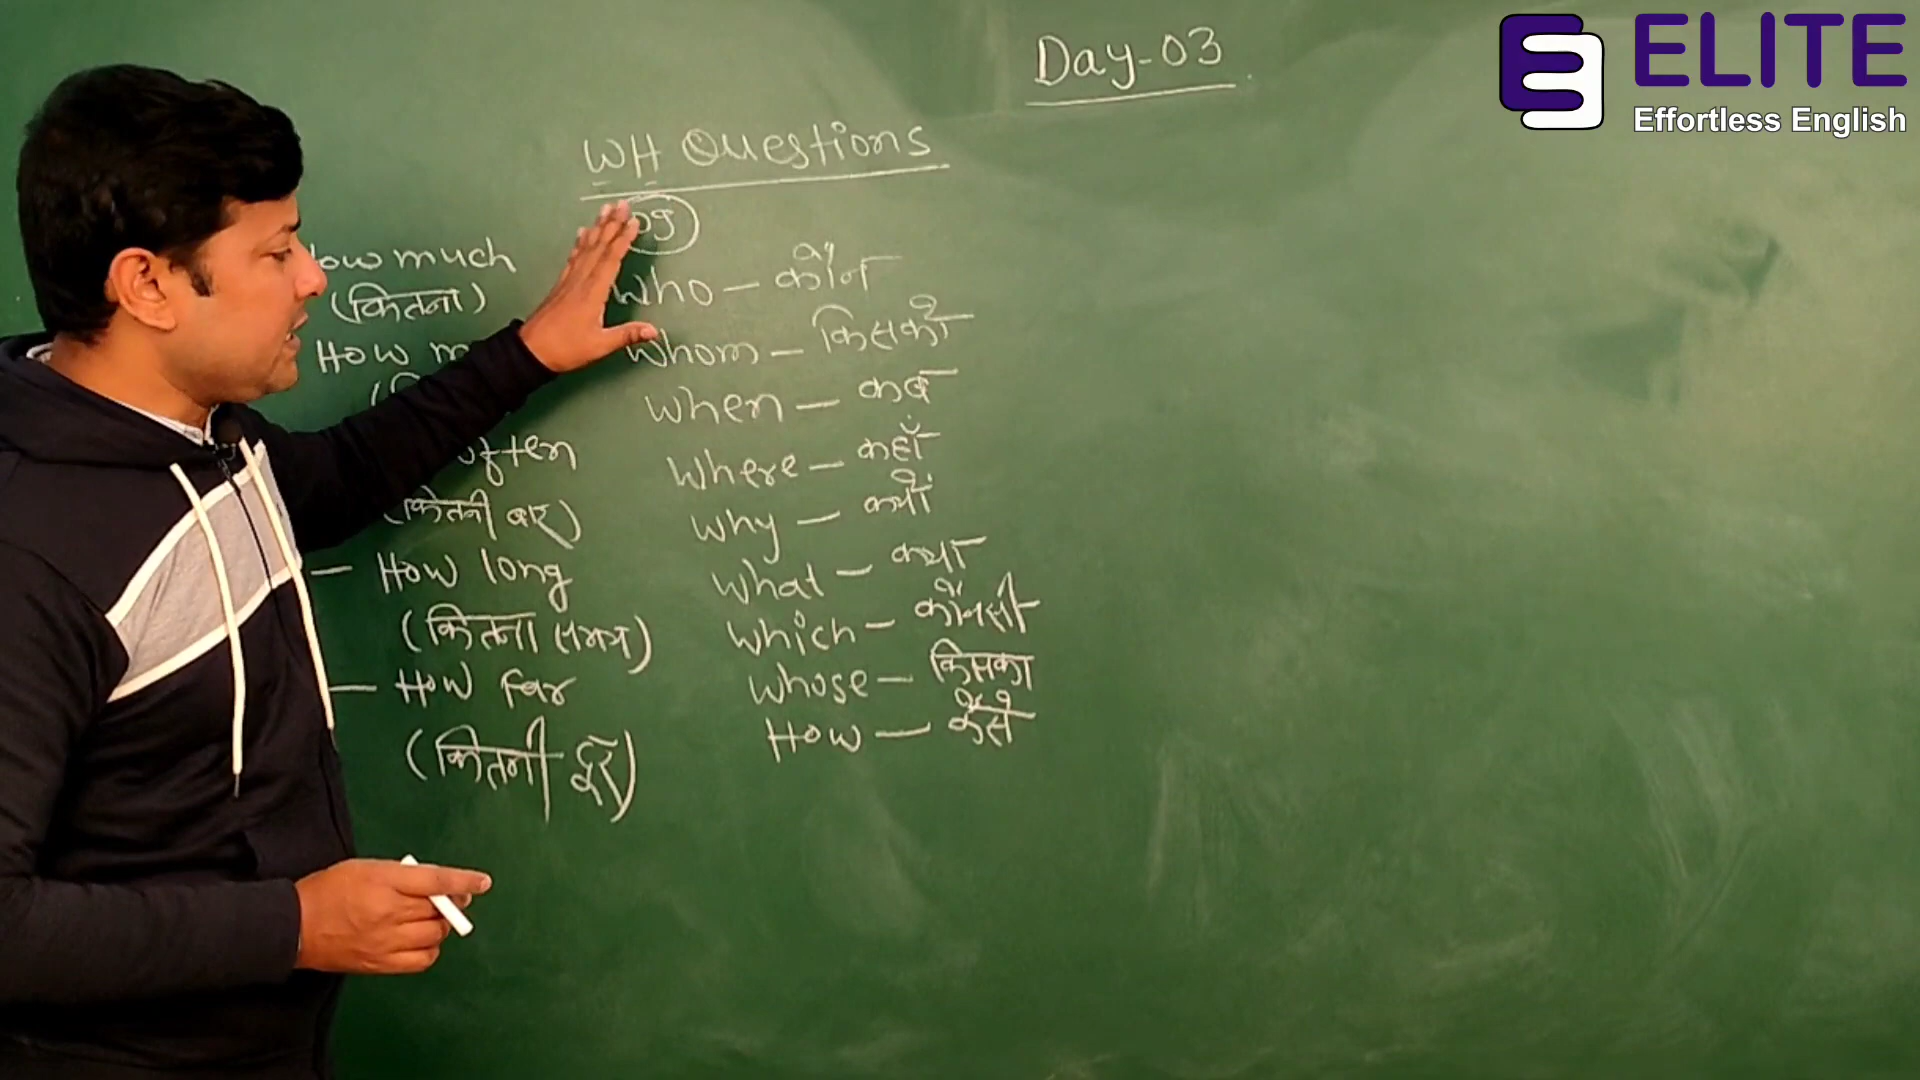 Day-03
ELITE
Effortless English
WH Questions
09
ow much
(कितना)
How m
often
(कितनी बार)
— How long
(कितना समय)
— How far
(कितनी दूर)
Who — कौन
Whom — किसको
When — कब
Where — कहाँ
Why — क्यों
What — क्या
Which — कौनसी
Whose — किसका
How — कैसे